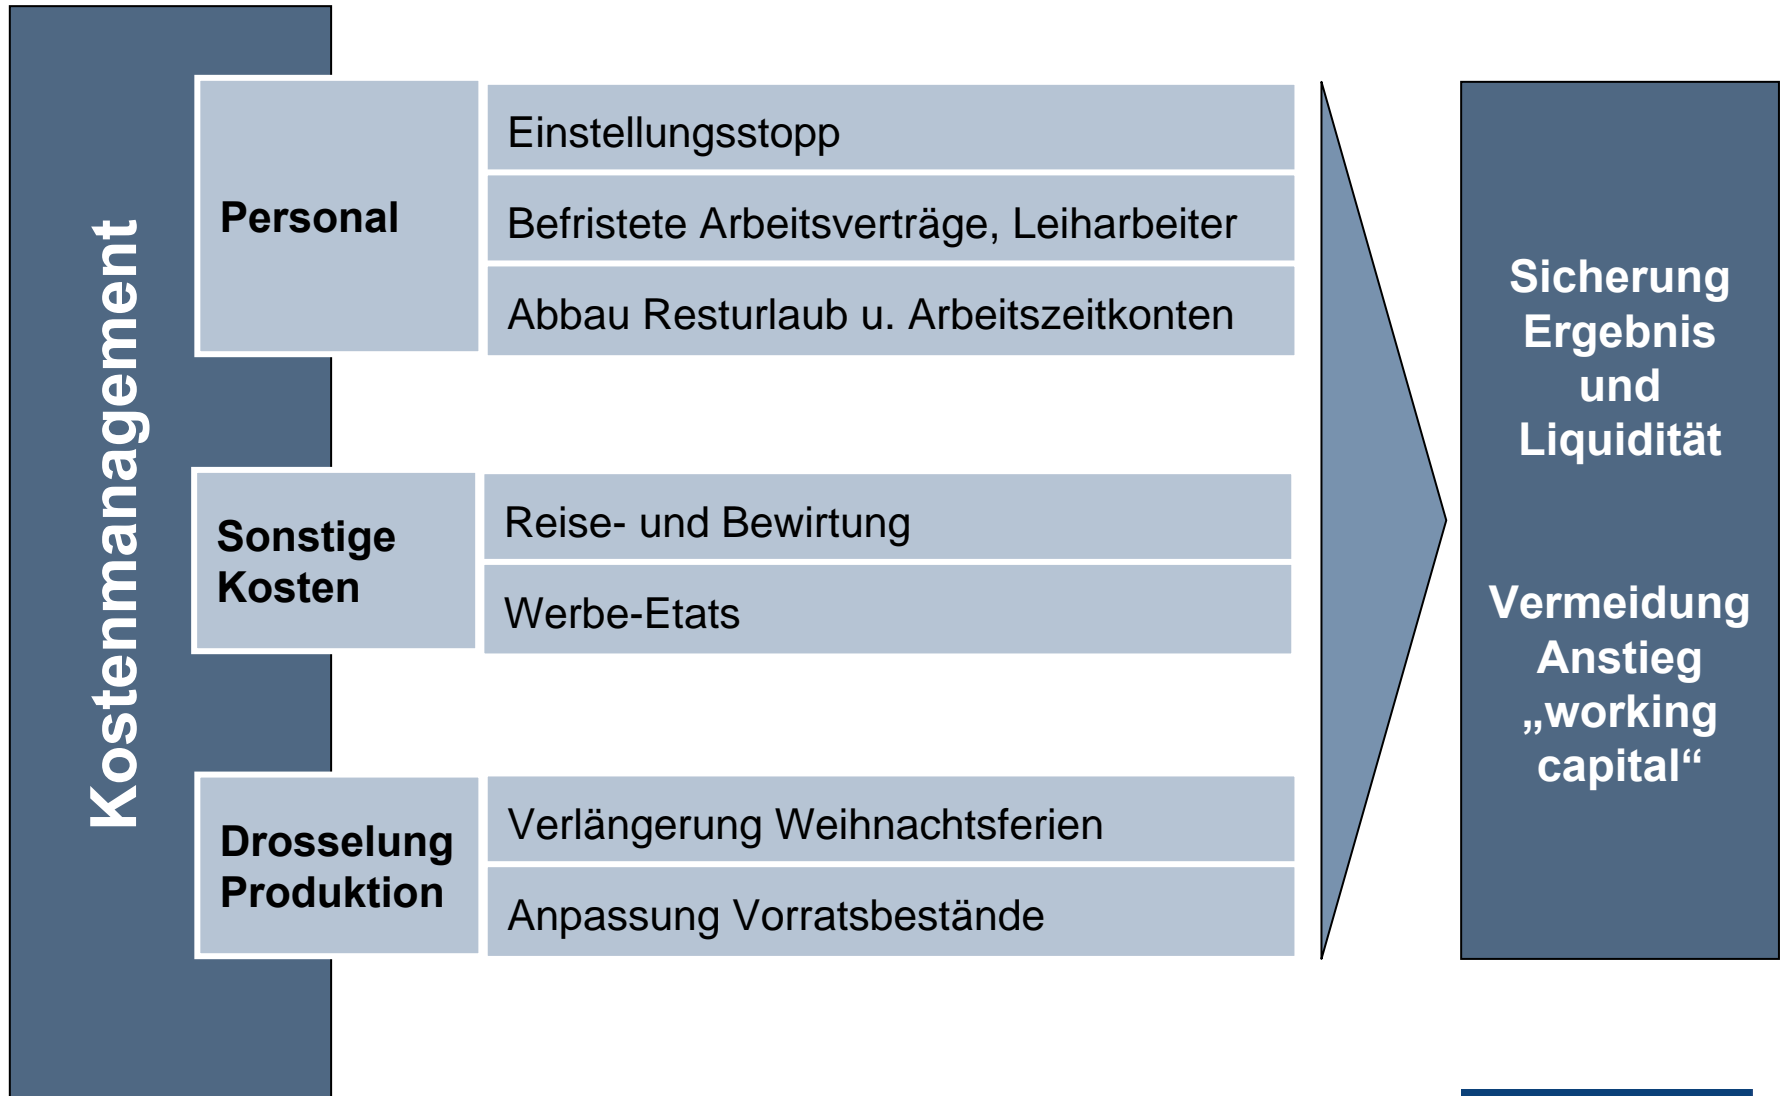 Kostenmanagement
Personal
Einstellungsstopp
Befristete Arbeitsverträge, Leiharbeiter
Abbau Resturlaub u. Arbeitszeitkonten
Sonstige
Kosten
Reise- und Bewirtung
Werbe-Etats
Drosselung
Produktion
Verlängerung Weihnachtsferien
Anpassung Vorratsbestände
Sicherung
Ergebnis
und
Liquidität
Vermeidung
Anstieg
„working
capital“